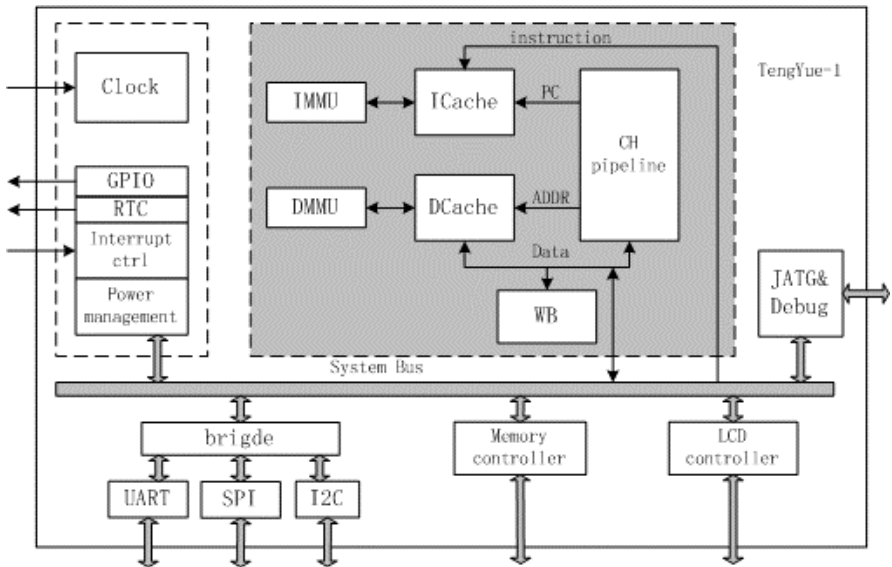 instruction
TengYue-1
Clock
IMMU
ICache
PC
CH
pipeline
GPIO
RTC
DMMU
DCache
ADDR
Interrupt
ctrl
Data
Power
management
WB
JATG&
Debug
System Bus
brigde
Memory
controller
LCD
controller
UART
SPI
I2C